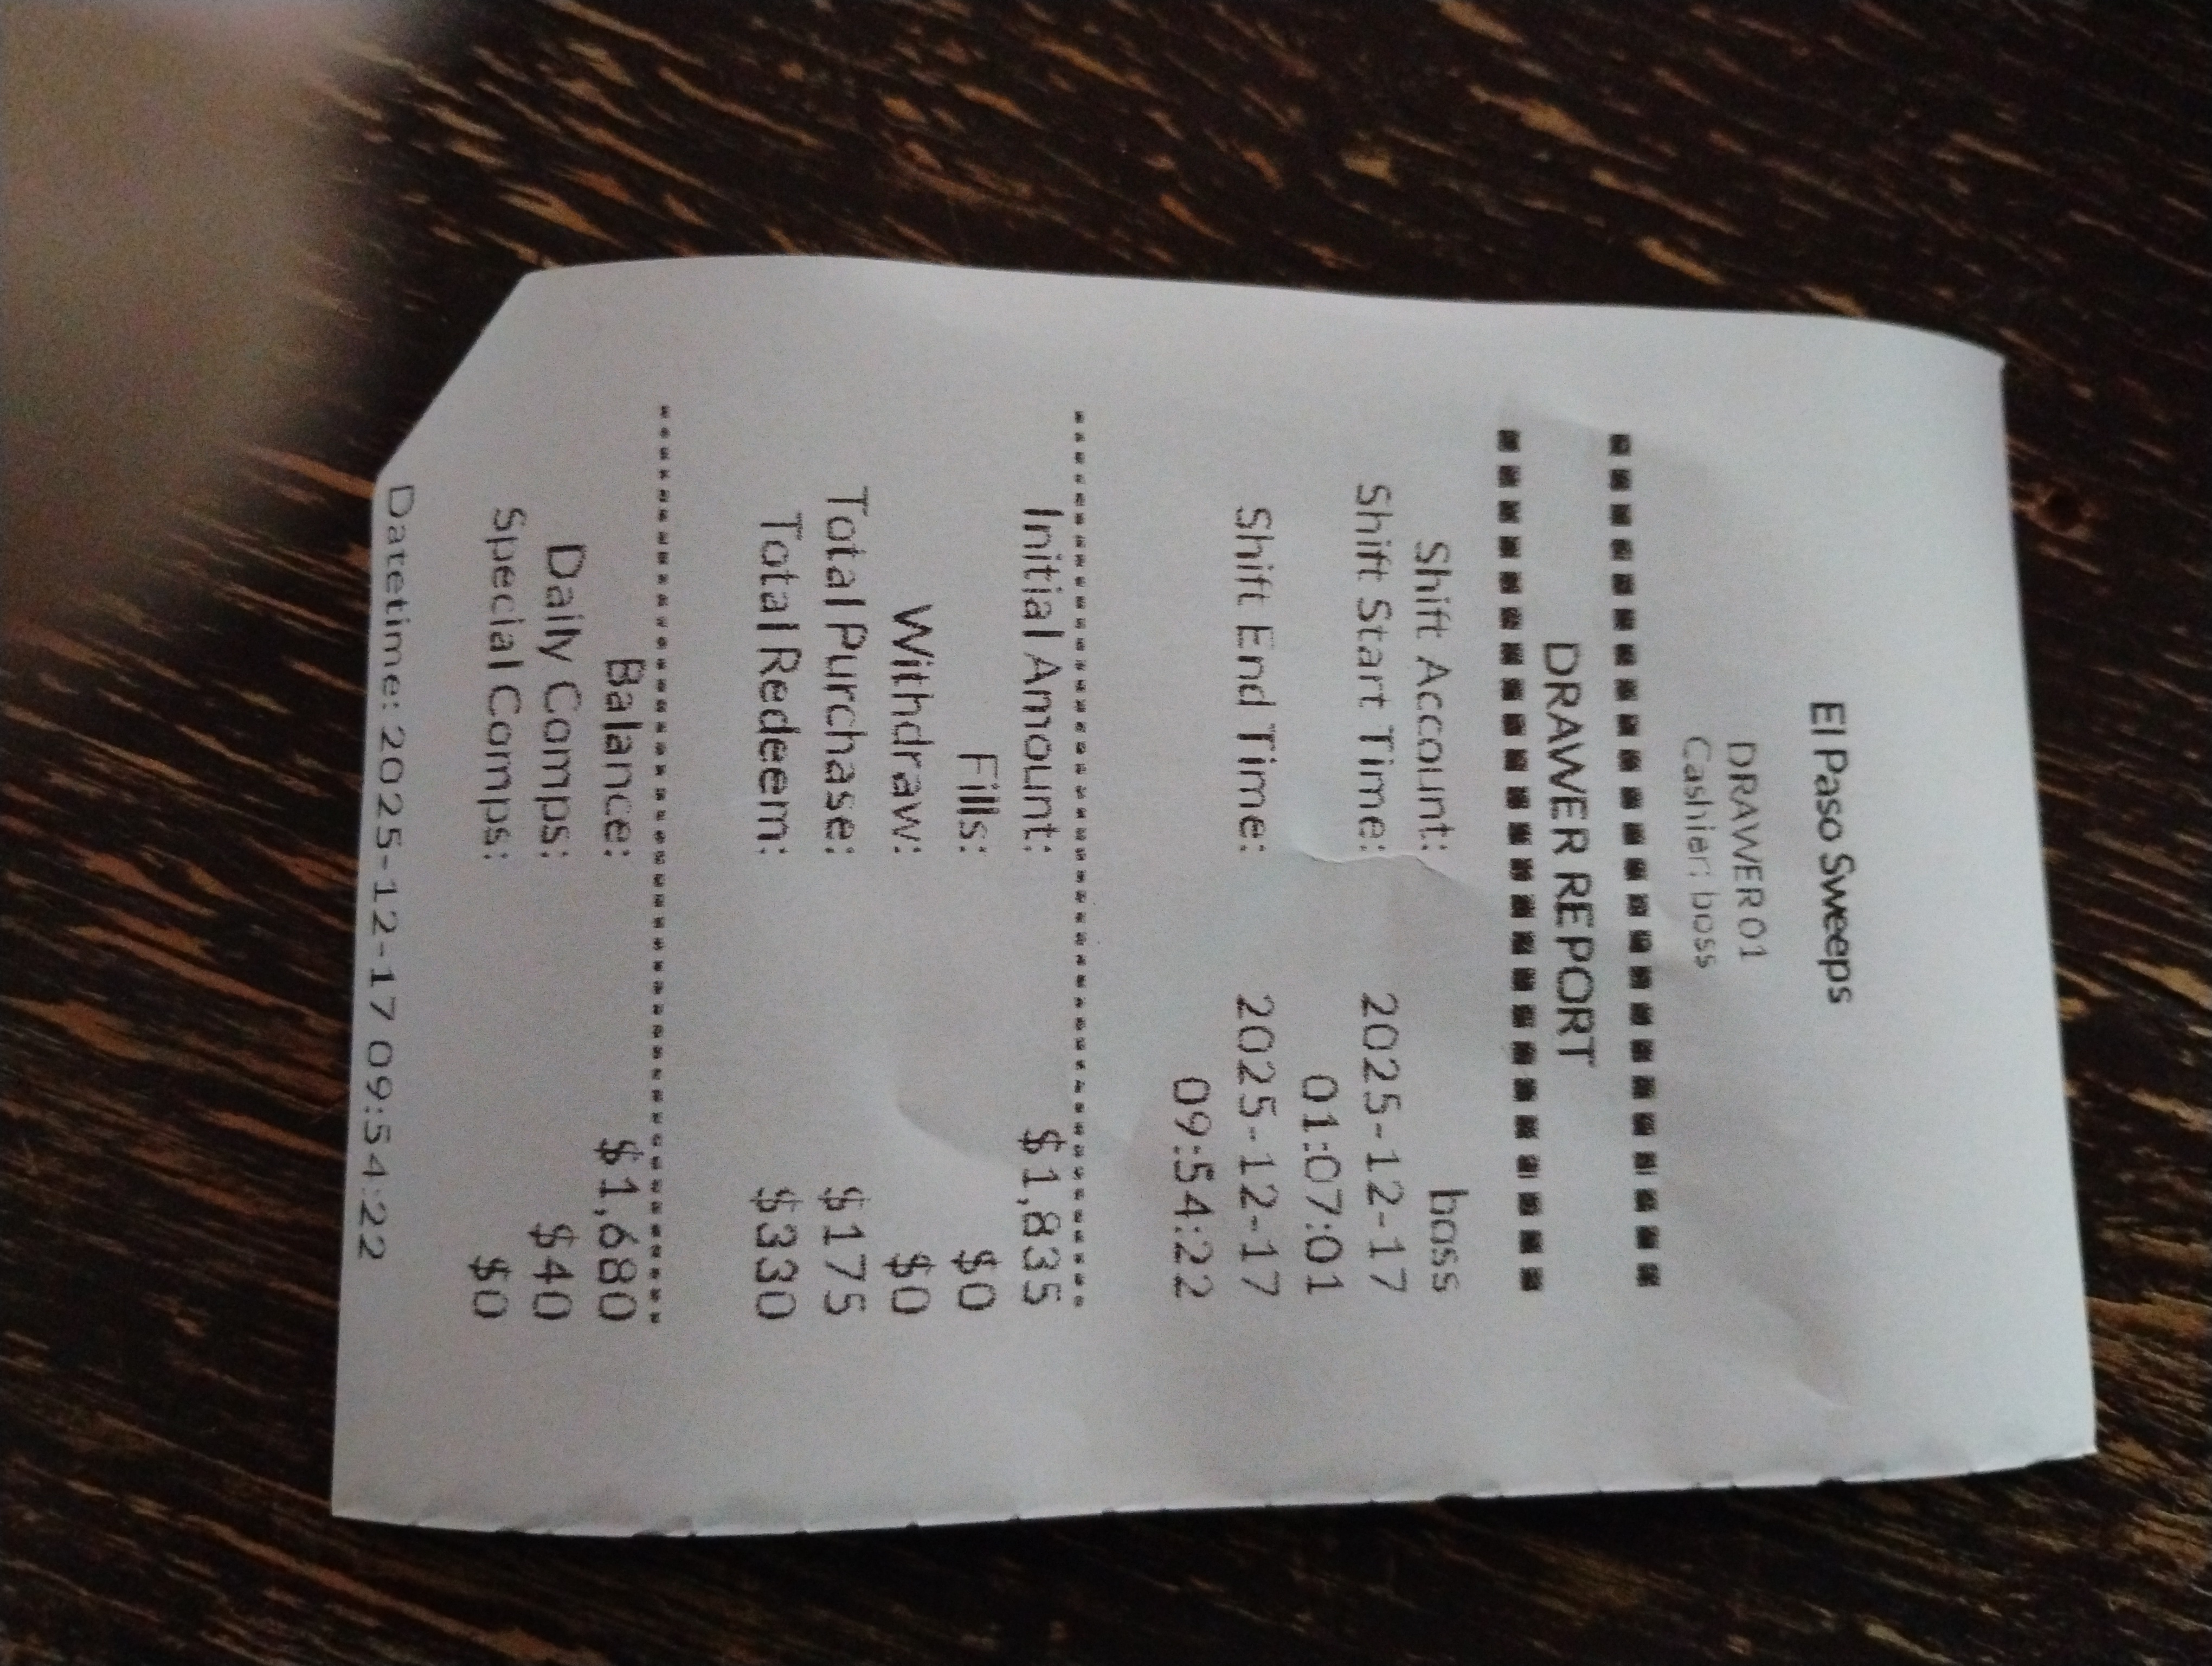 El Paso Sweeps
DRAWER01
Cashier: boss
DRAWER REPORT
Shift Account: boss
Shift Start Time: 2025-12-17
01:07:01
Shift End Time: 2025-12-17
09:54:22
Initial Amount: $1,835
Fills: $0
Withdraw: $0
Total Purchase: $175
Total Redeem: $330
Balance: $1,680
Daily Comps: $40
Special Comps: $0
Datetime: 2025-12-17 09:54:22